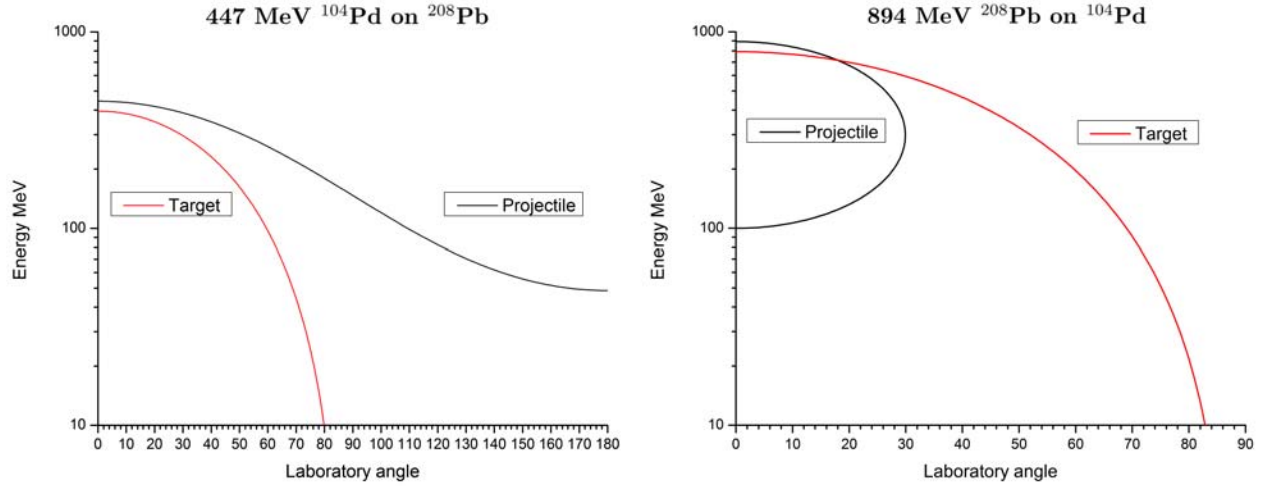 447 MeV ¹⁰⁴Pd on ²⁰⁸Pb
1000
100
10
Energy MeV
Target
Projectile
0 10 20 30 40 50 60 70 80 90 100 110 120 130 140 150 160 170 180
Laboratory angle
894 MeV ²⁰⁸Pb on ¹⁰⁴Pd
1000
100
10
Energy MeV
Projectile
Target
0 10 20 30 40 50 60 70 80 90
Laboratory angle